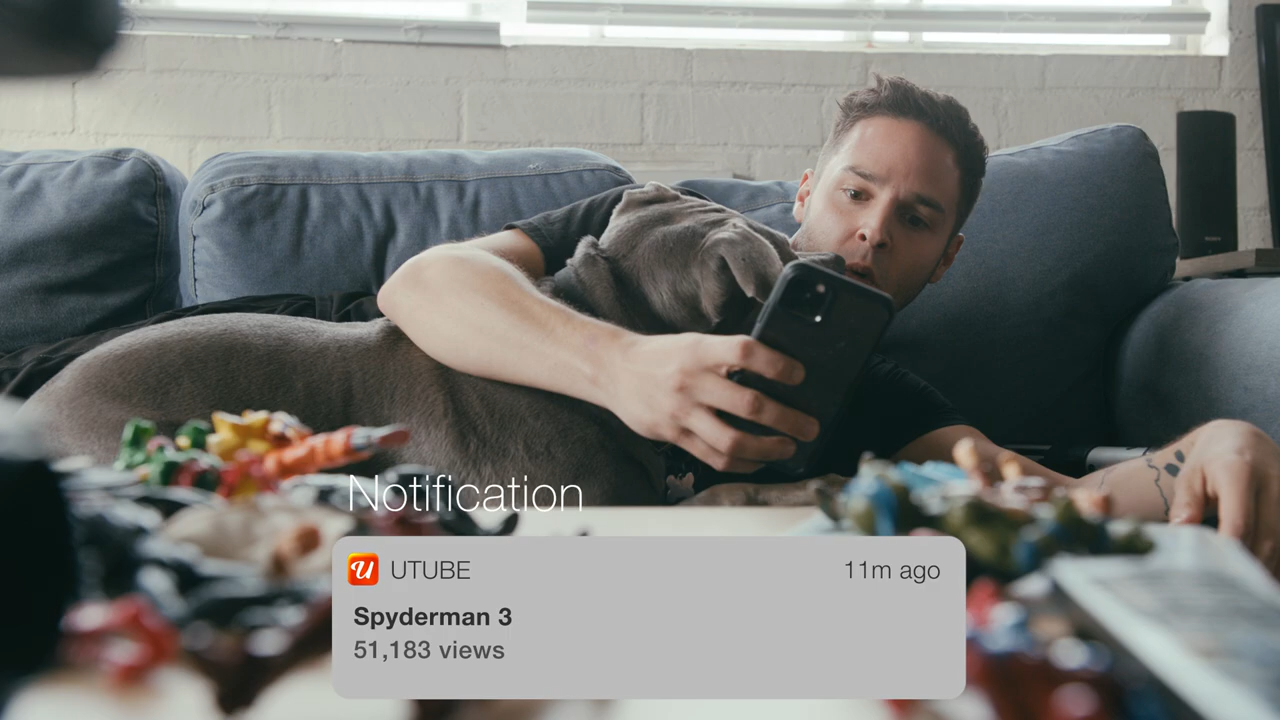 Notification
UTUBE
11m ago
Spyderman 3
51,183 views